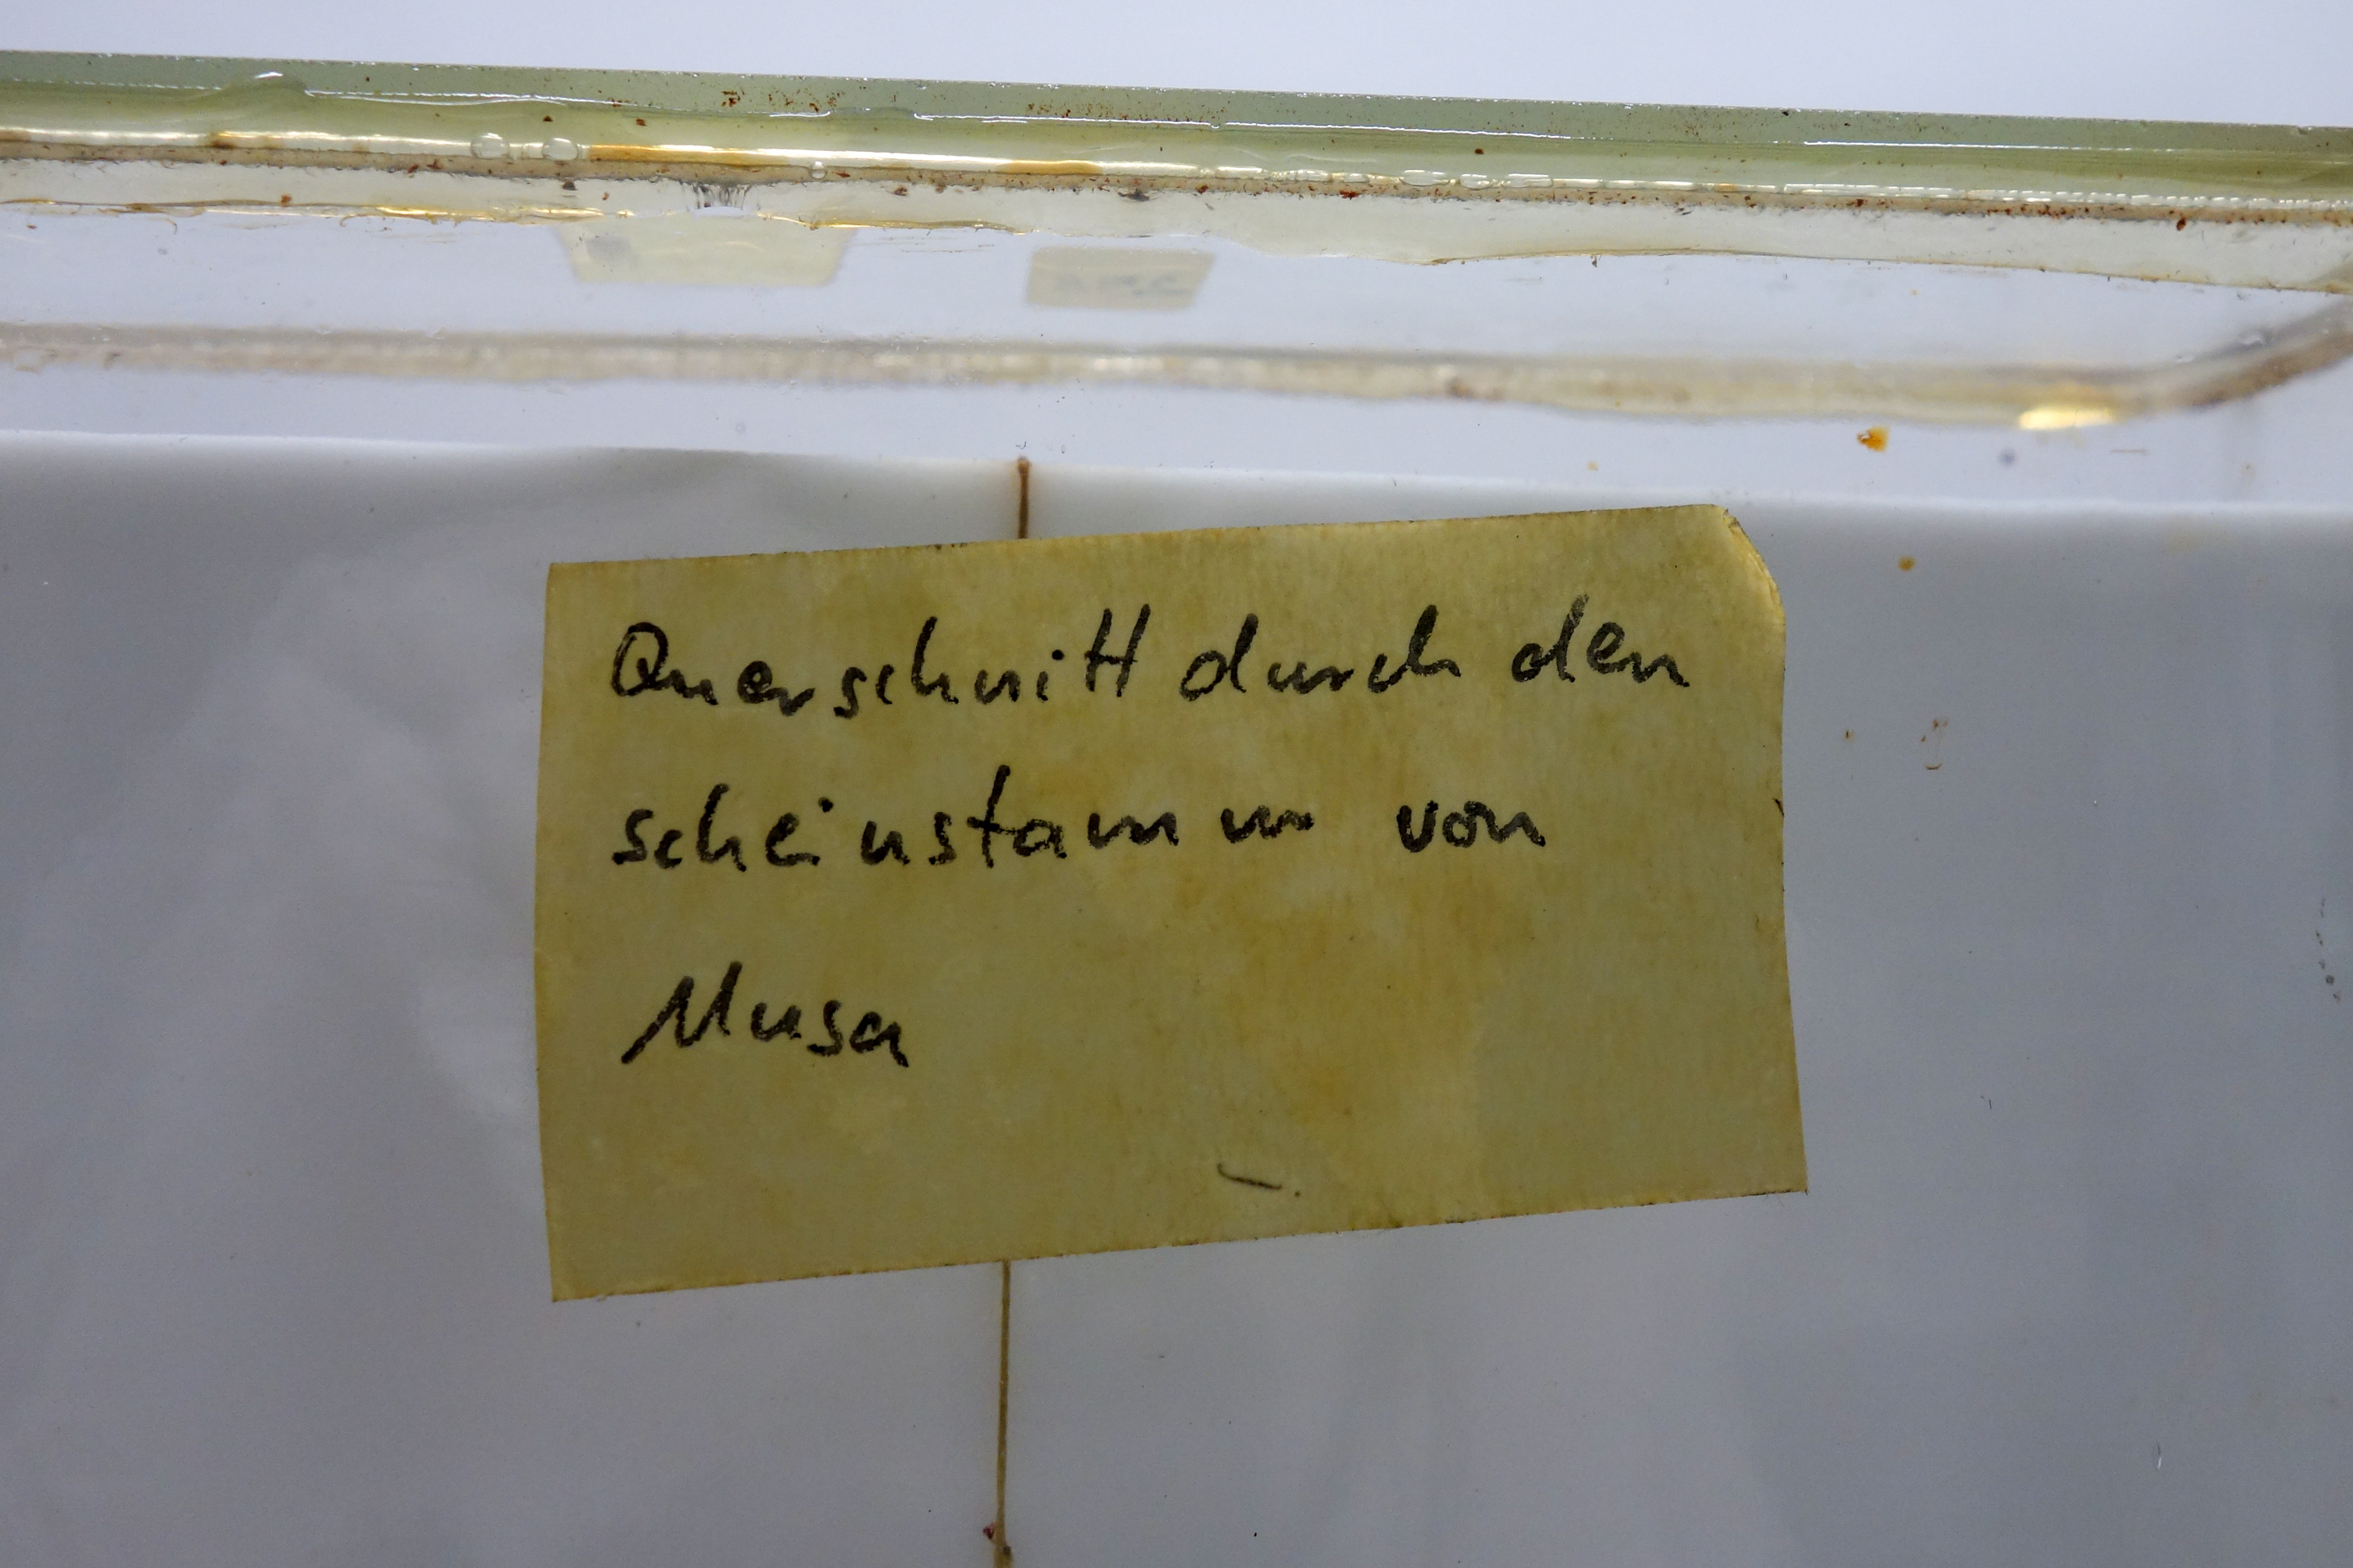 Querschnitt durch den
scheinstamm von
Musa